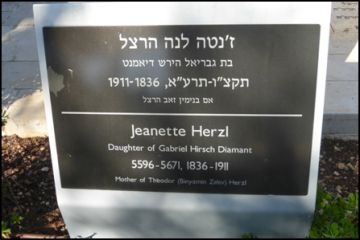 ז'נטה לנה הרצל
בת גבריאל הירש דיאמנט
תקצ"ו-תרע"א, 1911-1836
אם בנימין זאב הרצל
Jeanette Herzl
Daughter of Gabriel Hirsch Diamant
5596-5671, 1836-1911
Mother of Theodor (Binyamin Zeev) Herzl